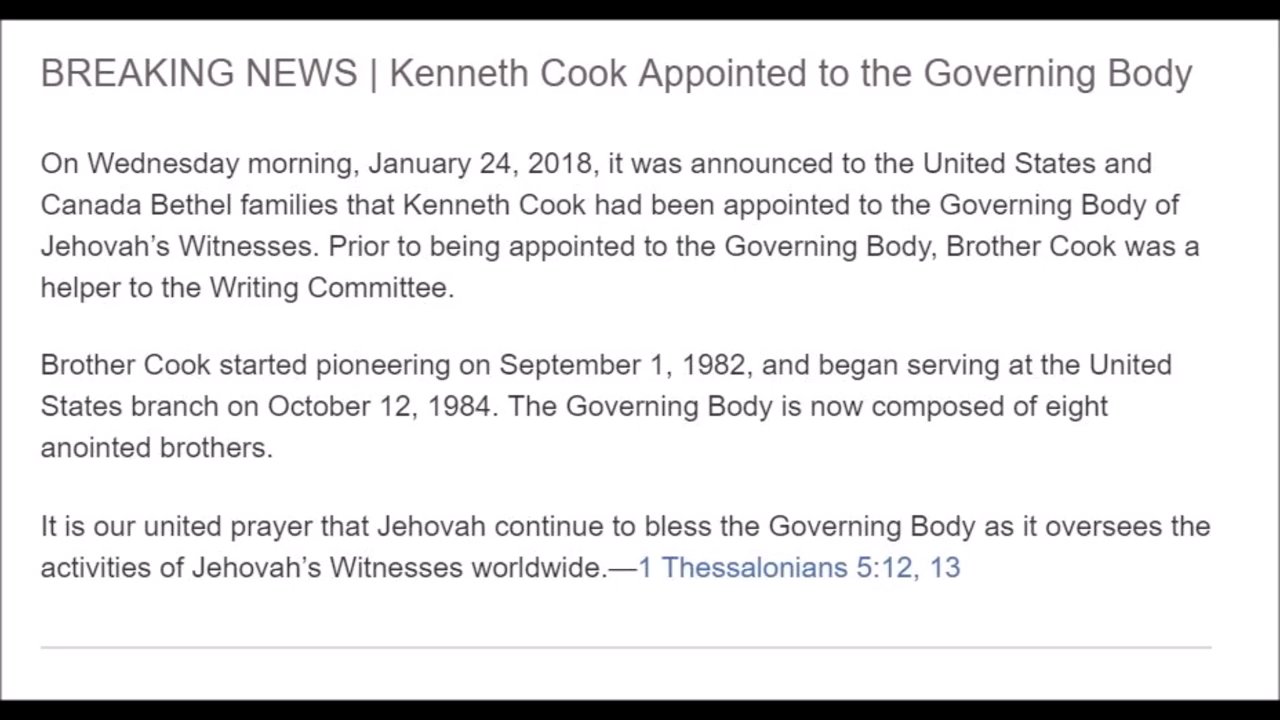 BREAKING NEWS | Kenneth Cook Appointed to the Governing Body
On Wednesday morning, January 24, 2018, it was announced to the United States and
Canada Bethel families that Kenneth Cook had been appointed to the Governing Body of
Jehovah’s Witnesses. Prior to being appointed to the Governing Body, Brother Cook was a
helper to the Writing Committee.
Brother Cook started pioneering on September 1, 1982, and began serving at the United
States branch on October 12, 1984. The Governing Body is now composed of eight
anointed brothers.
It is our united prayer that Jehovah continue to bless the Governing Body as it oversees the
activities of Jehovah’s Witnesses worldwide.—1 Thessalonians 5:12, 13